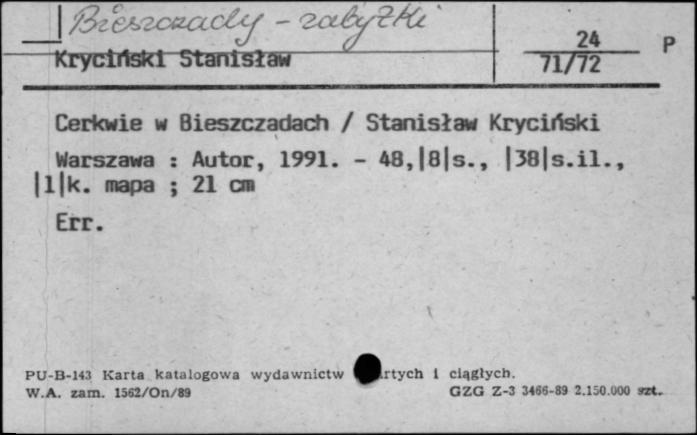 Bieszczady - zabytki
Kryciński Stanisław
24
71/72
P
Cerkwie w Bieszczadach / Stanisław Kryciński
Warszawa : Autor, 1991. - 48,|8|s., |38|s.il.,
|1|k. mapa ; 21 cm
Err.
PU-B-143 Karta katalogowa wydawnictw rtych i ciągłych.
W.A. zam. 1562/On/89
GZG Z-3 3466-89 2.150.000 szt.